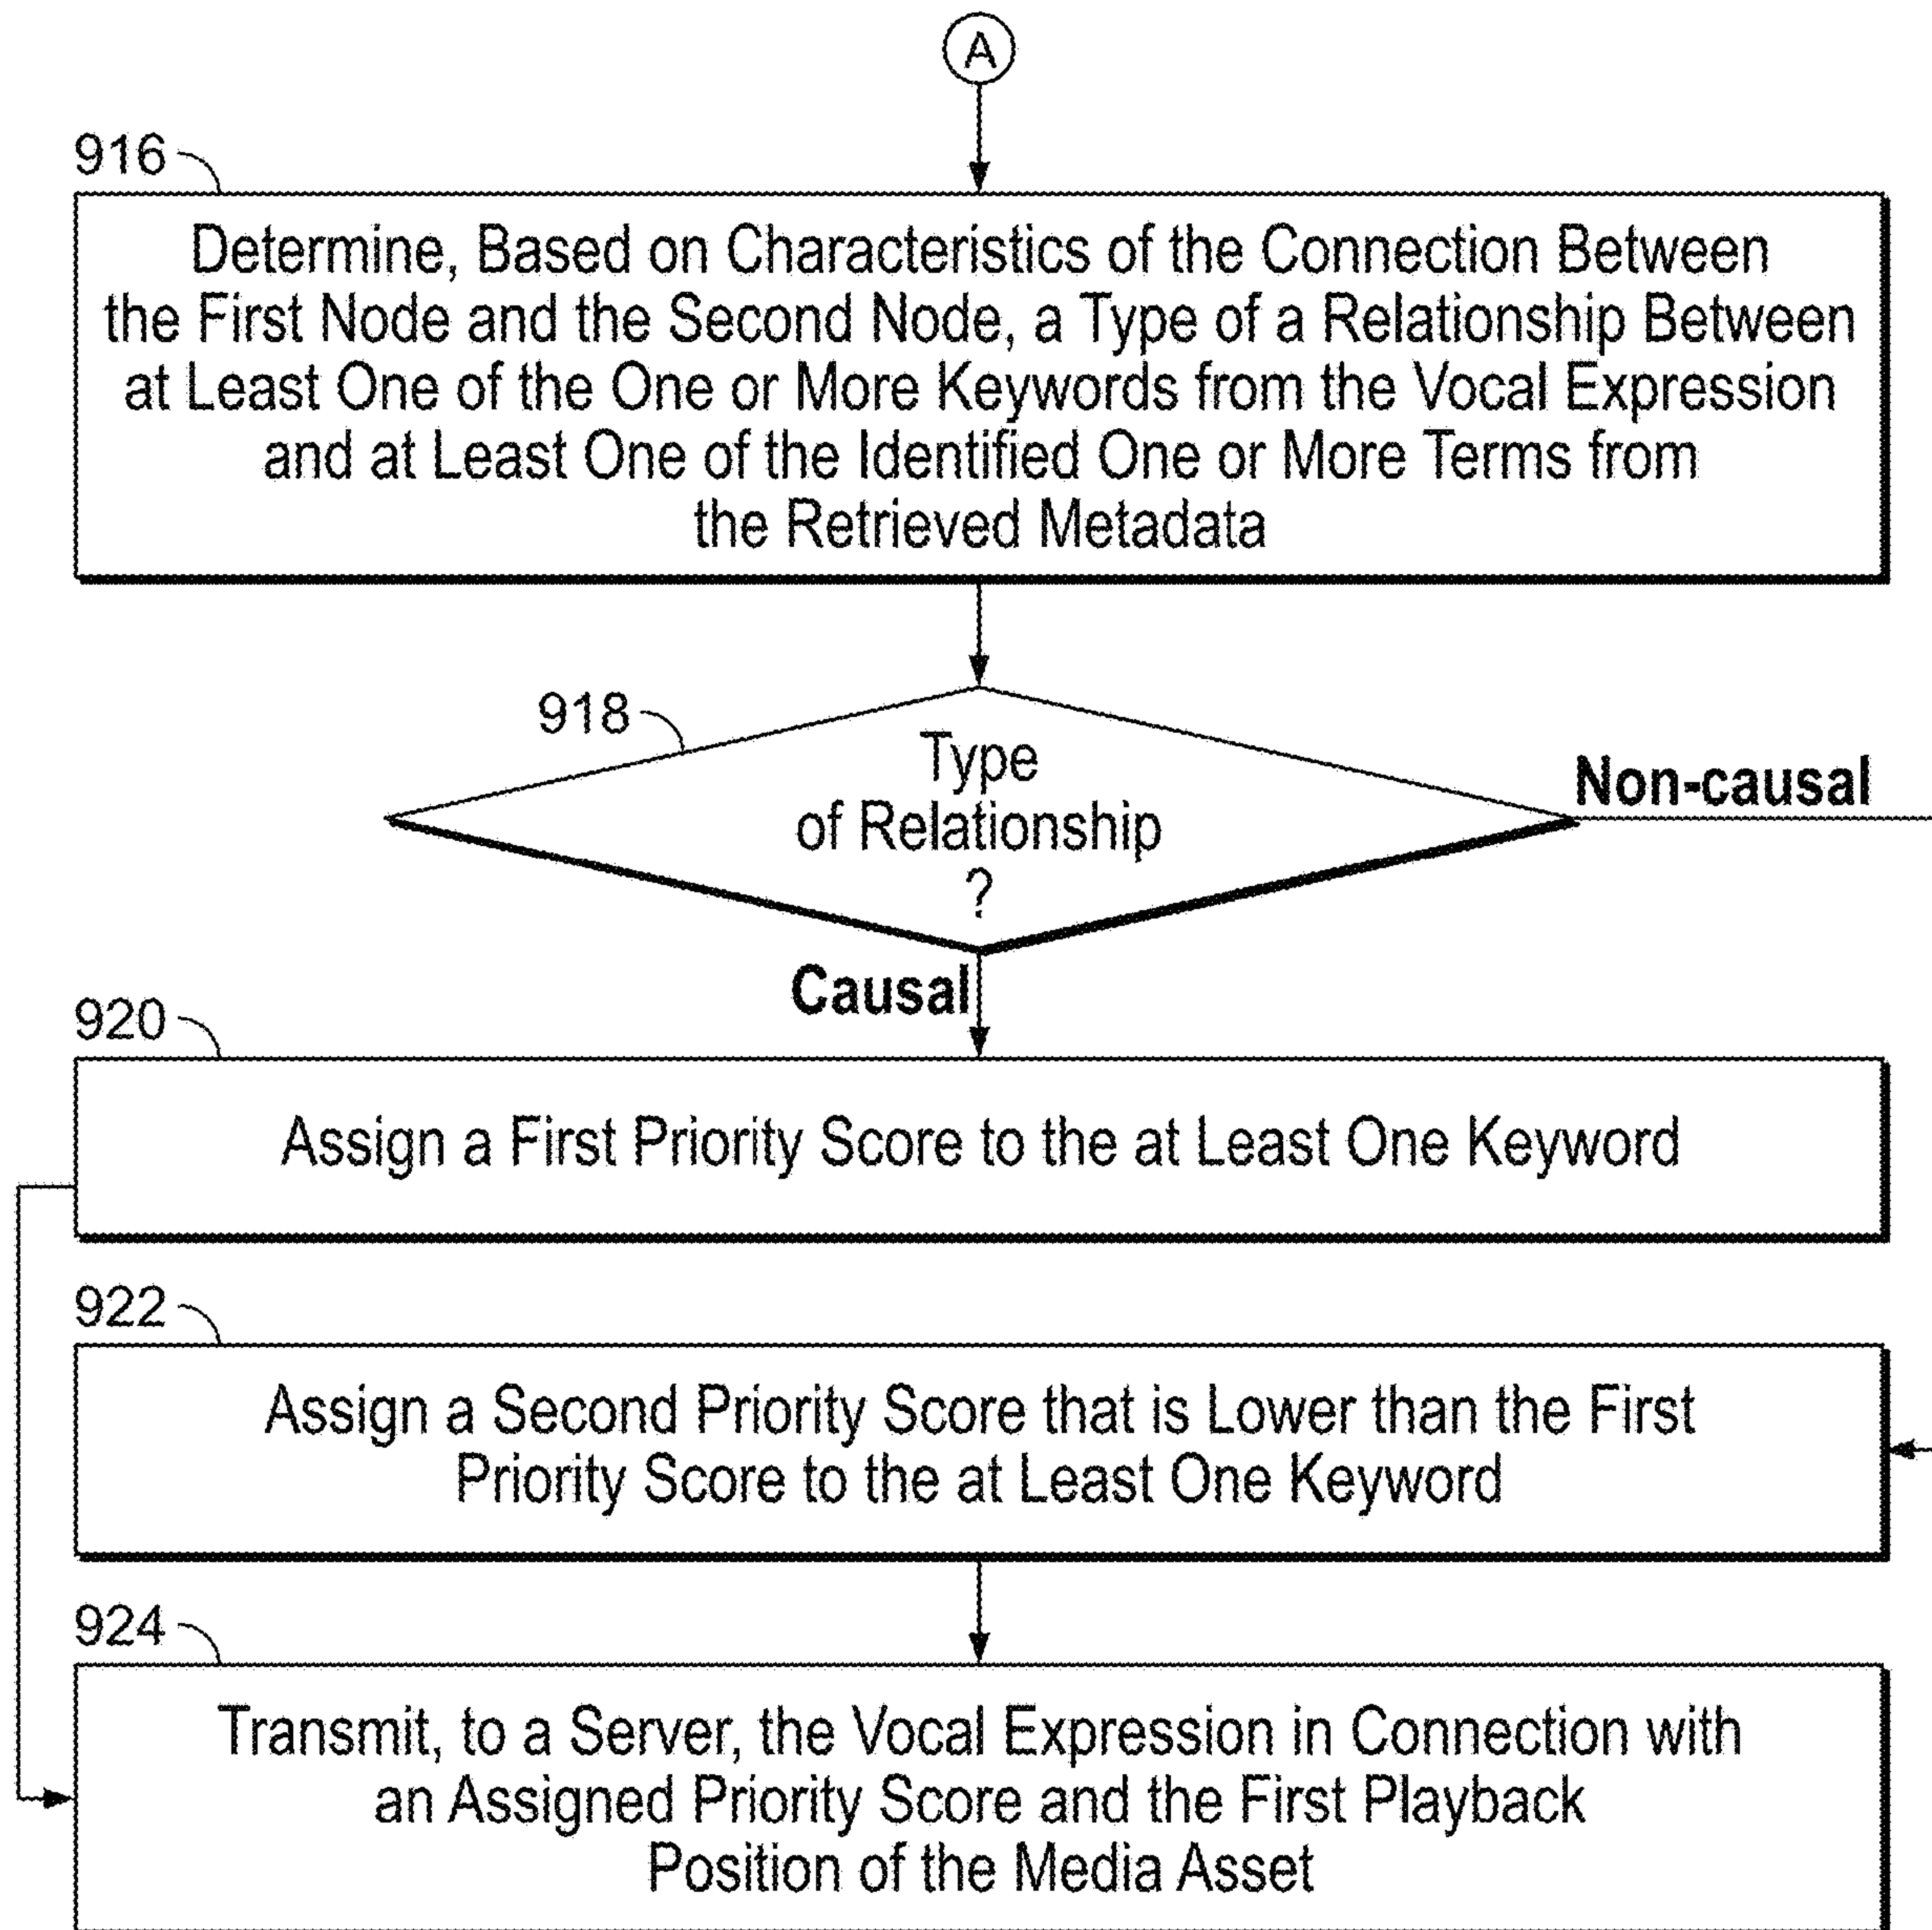 A
916
Determine, Based on Characteristics of the Connection Between
the First Node and the Second Node, a Type of a Relationship Between
at Least One of the One or More Keywords from the Vocal Expression
and at Least One of the Identified One or More Terms from
the Retrieved Metadata
918
Type
of Relationship
?
Non-causal
Causal
920
Assign a First Priority Score to the at Least One Keyword
922
Assign a Second Priority Score that is Lower than the First
Priority Score to the at Least One Keyword
924
Transmit, to a Server, the Vocal Expression in Connection with
an Assigned Priority Score and the First Playback
Position of the Media Asset